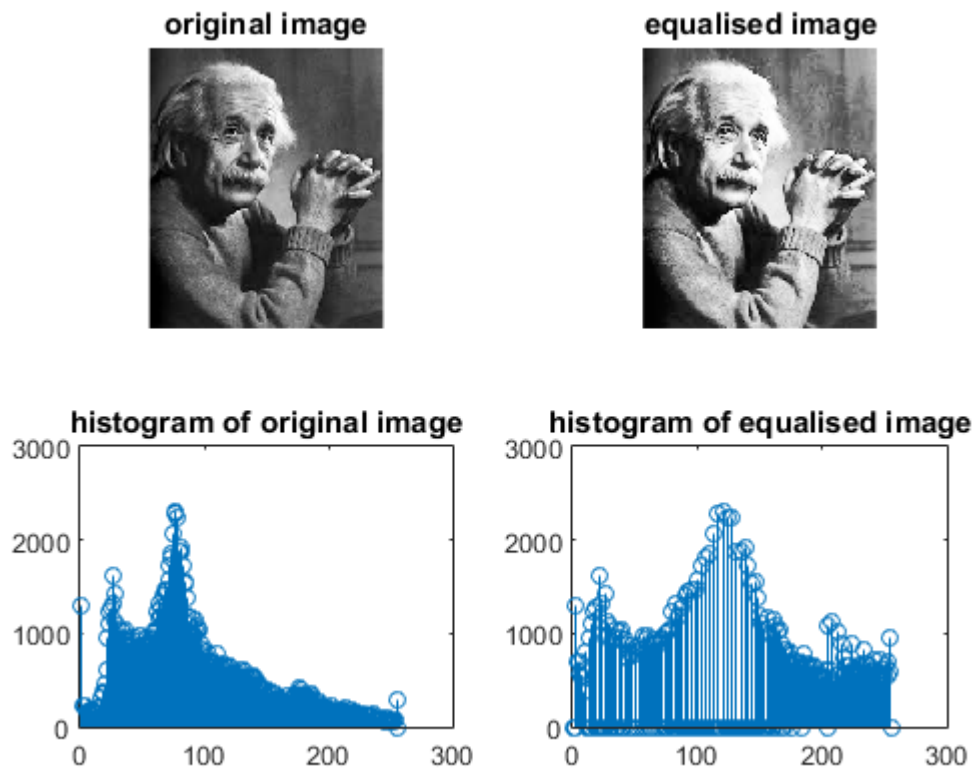 original image
equalised image
histogram of original image
histogram of equalised image
3000
2000
1000
0
0 100 200 300
3000
2000
1000
0
0 100 200 300